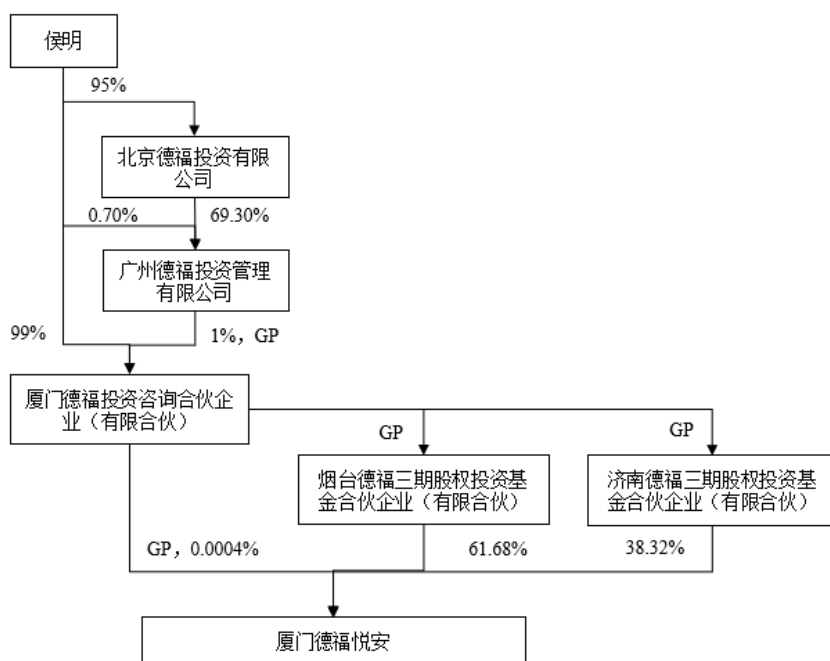 侯明
95%
北京德福投资有限
公司
0.70%
69.30%
广州德福投资管理
有限公司
99%
1%，GP
厦门德福投资咨询合伙企
业（有限合伙）
GP
GP
烟台德福三期股权投资基
金合伙企业（有限合伙）
济南德福三期股权投资基
金合伙企业（有限合伙）
GP，0.0004%
61.68%
38.32%
厦门德福悦安